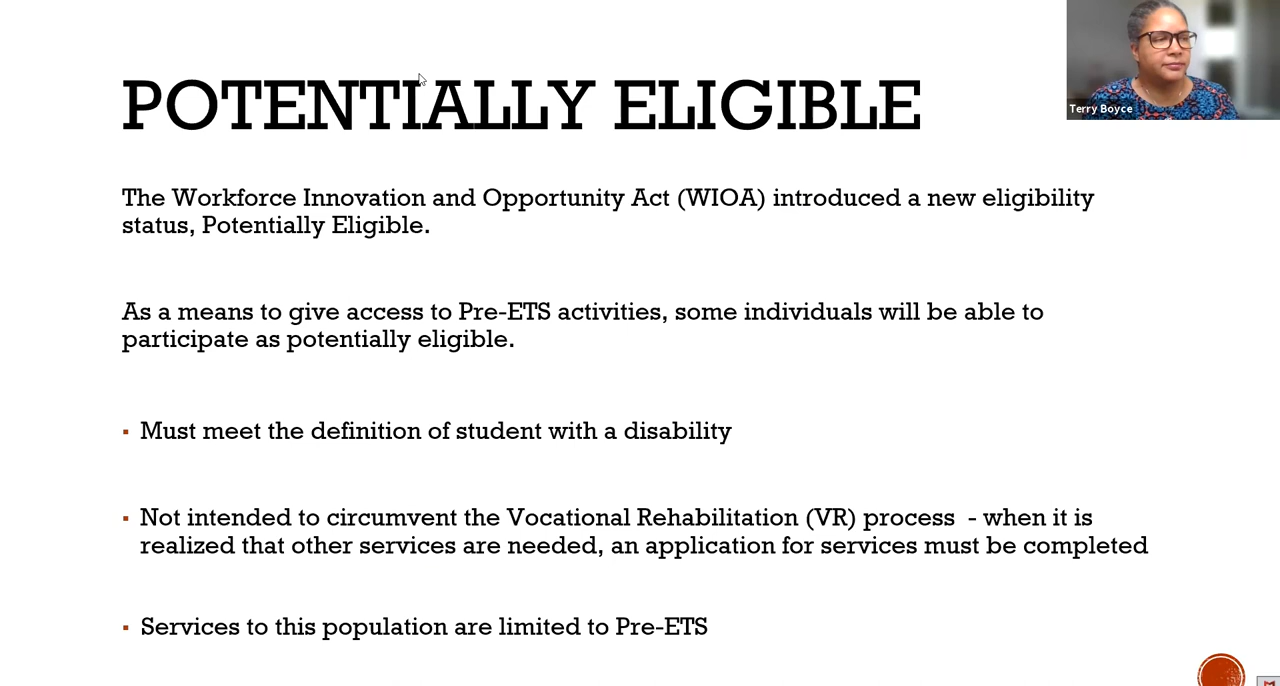 POTENTIALLY ELIGIBLE
Terry Boyce
The Workforce Innovation and Opportunity Act (WIOA) introduced a new eligibility
status, Potentially Eligible.
As a means to give access to Pre-ETS activities, some individuals will be able to
participate as potentially eligible.
▪ Must meet the definition of student with a disability
▪ Not intended to circumvent the Vocational Rehabilitation (VR) process - when it is
realized that other services are needed, an application for services must be completed
▪ Services to this population are limited to Pre-ETS